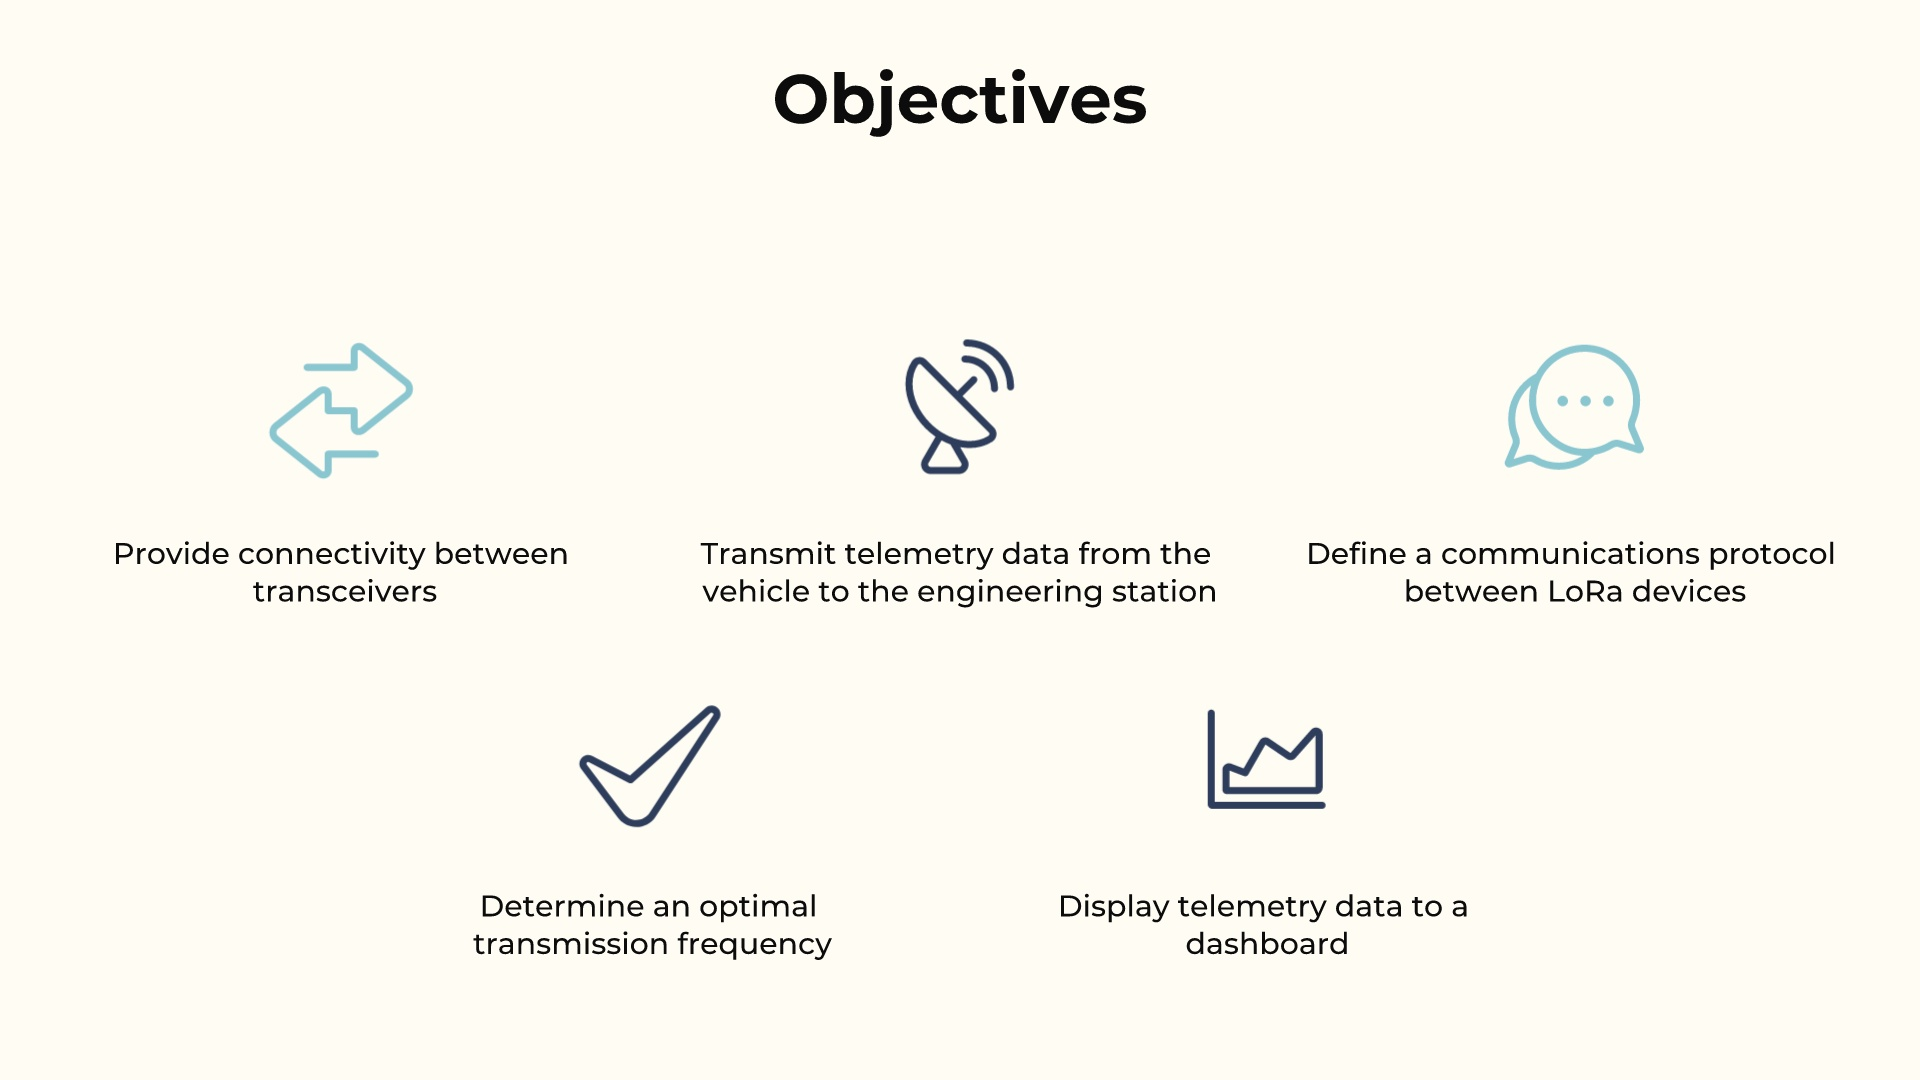 Objectives
Provide connectivity between
transceivers
Transmit telemetry data from the
vehicle to the engineering station
Define a communications protocol
between LoRa devices
Determine an optimal
transmission frequency
Display telemetry data to a
dashboard